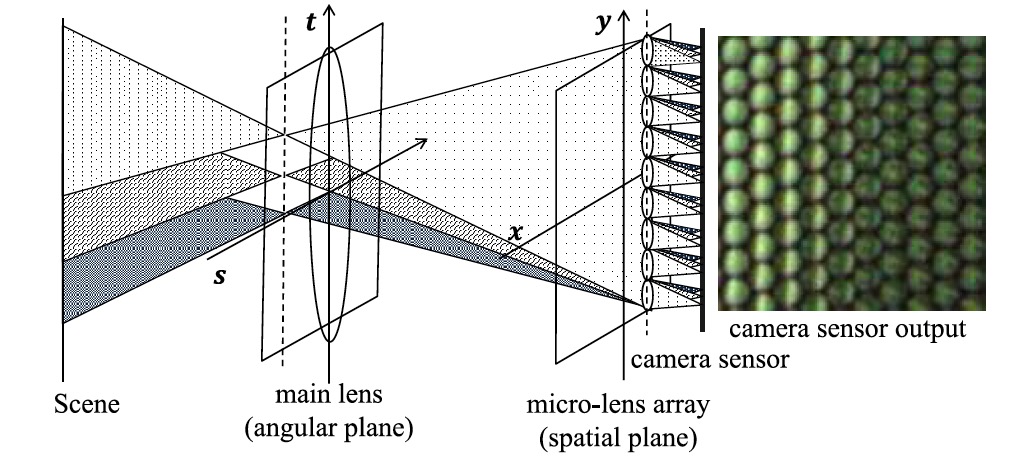 t
y
s
x
Scene
main lens
(angular plane)
micro-lens array
(spatial plane)
camera sensor
camera sensor output